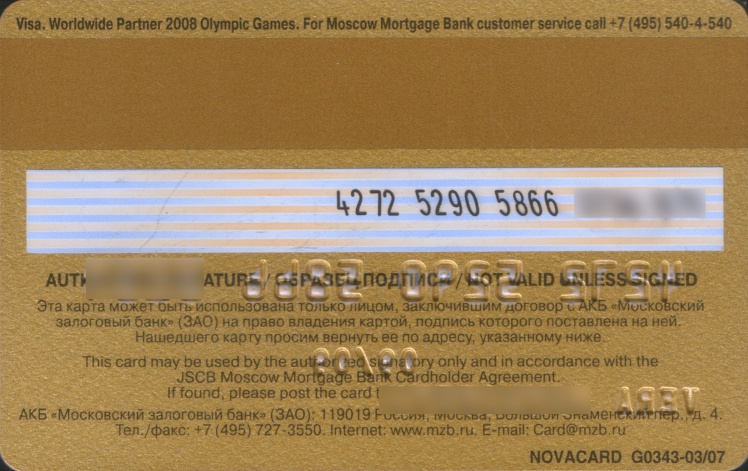 Visa. Worldwide Partner 2008 Olympic Games. For Moscow Mortgage Bank customer service call +7 (495) 540-4-540
4272 5290 5866
ATURE / ОБРАЗЕЦ ПОДПИСИ / NOT VALID UNLESS SIGNED
Эта карта может быть использована только лицом, заключившим договор с АКБ «Московский
залоговый банк» (ЗАО) на право владения картой, подпись которого поставлена на ней.
Нашедшего карту просим вернуть ее по адресу, указанному ниже.
This card may be used by the authorized signatory only and in accordance with the
JSCB Moscow Mortgage Bank Cardholder Agreement.
If found, please post the card
АКБ «Московский залоговый банк» (ЗАО): 119019 Россия, Москва, Большой Знаменский пер., д. 4.
Тел./факс: +7 (495) 727-3550. Internet: www.mzb.ru. E-mail: Card@mzb.ru
NOVACARD G0343-03/07